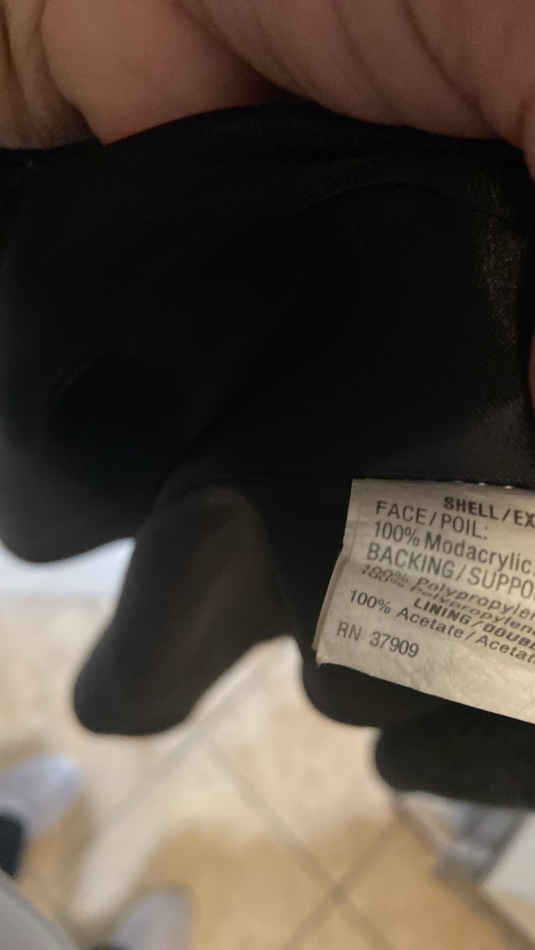 SHELL/EX
FACE/POIL:
100% Modacrylic
BACKING/SUPPO
100% Polypropylen
LINING/DOUB
100% Acetate/Acetat
RN 37909